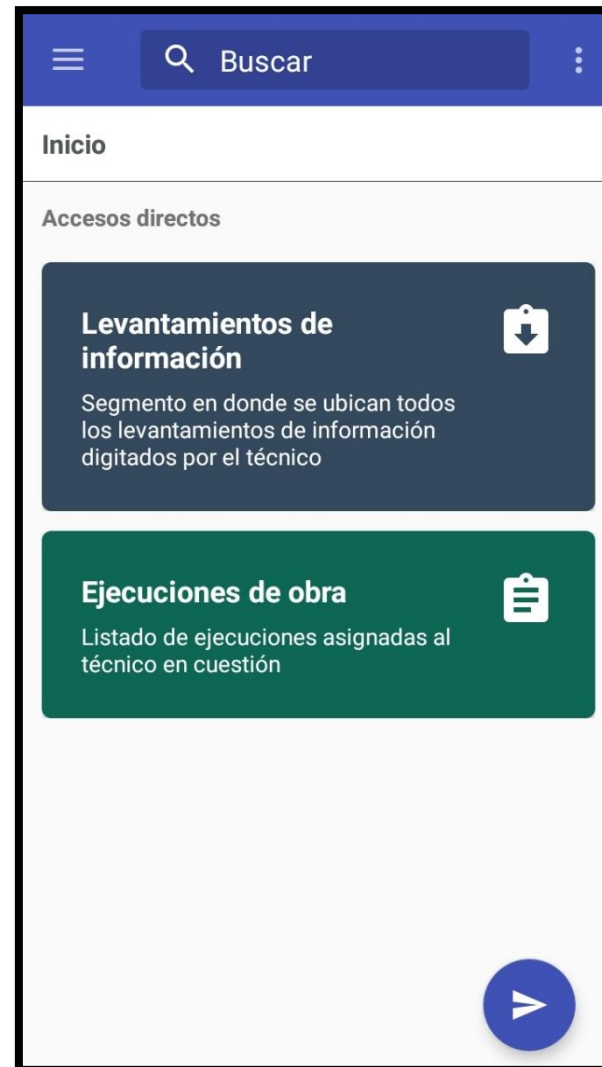 Buscar
Inicio
Accesos directos
Levantamientos de
información
Segmento en donde se ubican todos
los levantamientos de información
digitados por el técnico
Ejecuciones de obra
Listado de ejecuciones asignadas al
técnico en cuestión